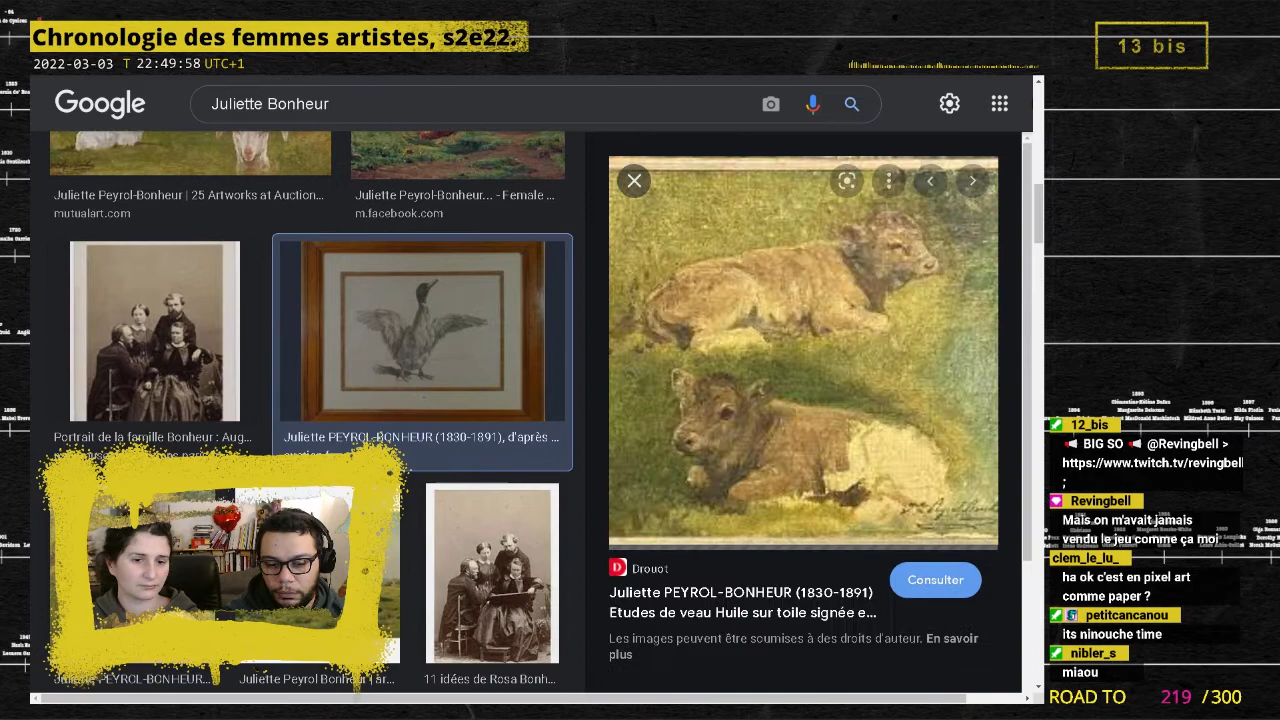 Chronologie des femmes artistes, s2e22.
2022-03-03 T 22:49:58 UTC+1
13 bis
Google
Juliette Bonheur
Juliette Peyrol-Bonheur | 25 Artworks at Auction...
mutualart.com
Juliette Peyrol-Bonheur... - Female ...
m.facebook.com
Portrait de la famille Bonheur : Aug...
Juliette PEYROL-BONHEUR (1830-1891), d'après ...
Juliette Peyrol Bonheur
11 idées de Rosa Bonh...
Drouot
Juliette PEYROL-BONHEUR (1830-1891)
Etudes de veau Huile sur toile signée e...
Consulter
Les images peuvent être soumises à des droits d'auteur. En savoir
plus
12_bis
BIG SO @Revingbell >
https://www.twitch.tv/revingbell
;
Revingbell
Mais on m'avait jamais
vendu le jeu comme ça moi
clem_le_lu_
ha ok c'est en pixel art
comme paper ?
petitcancanou
its ninouche time
nibler_s
miaou
ROAD TO 219 /300